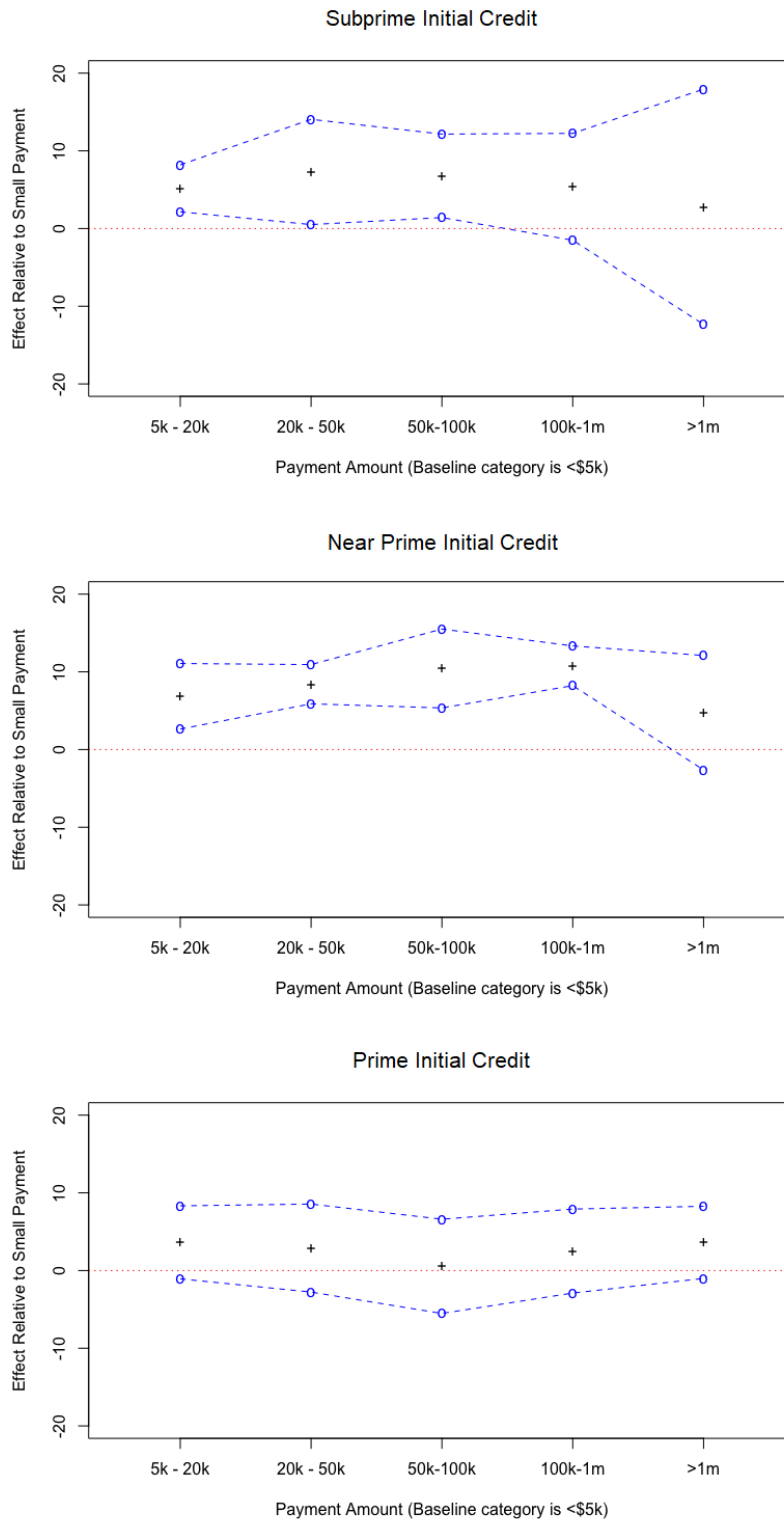 Subprime Initial Credit
Effect Relative to Small Payment
20
10
0
-10
-20
5k - 20k 20k - 50k 50k-100k 100k-1m >1m
Payment Amount (Baseline category is <$5k)
Near Prime Initial Credit
Effect Relative to Small Payment
20
10
0
-10
-20
5k - 20k 20k - 50k 50k-100k 100k-1m >1m
Payment Amount (Baseline category is <$5k)
Prime Initial Credit
Effect Relative to Small Payment
20
10
0
-10
-20
5k - 20k 20k - 50k 50k-100k 100k-1m >1m
Payment Amount (Baseline category is <$5k)